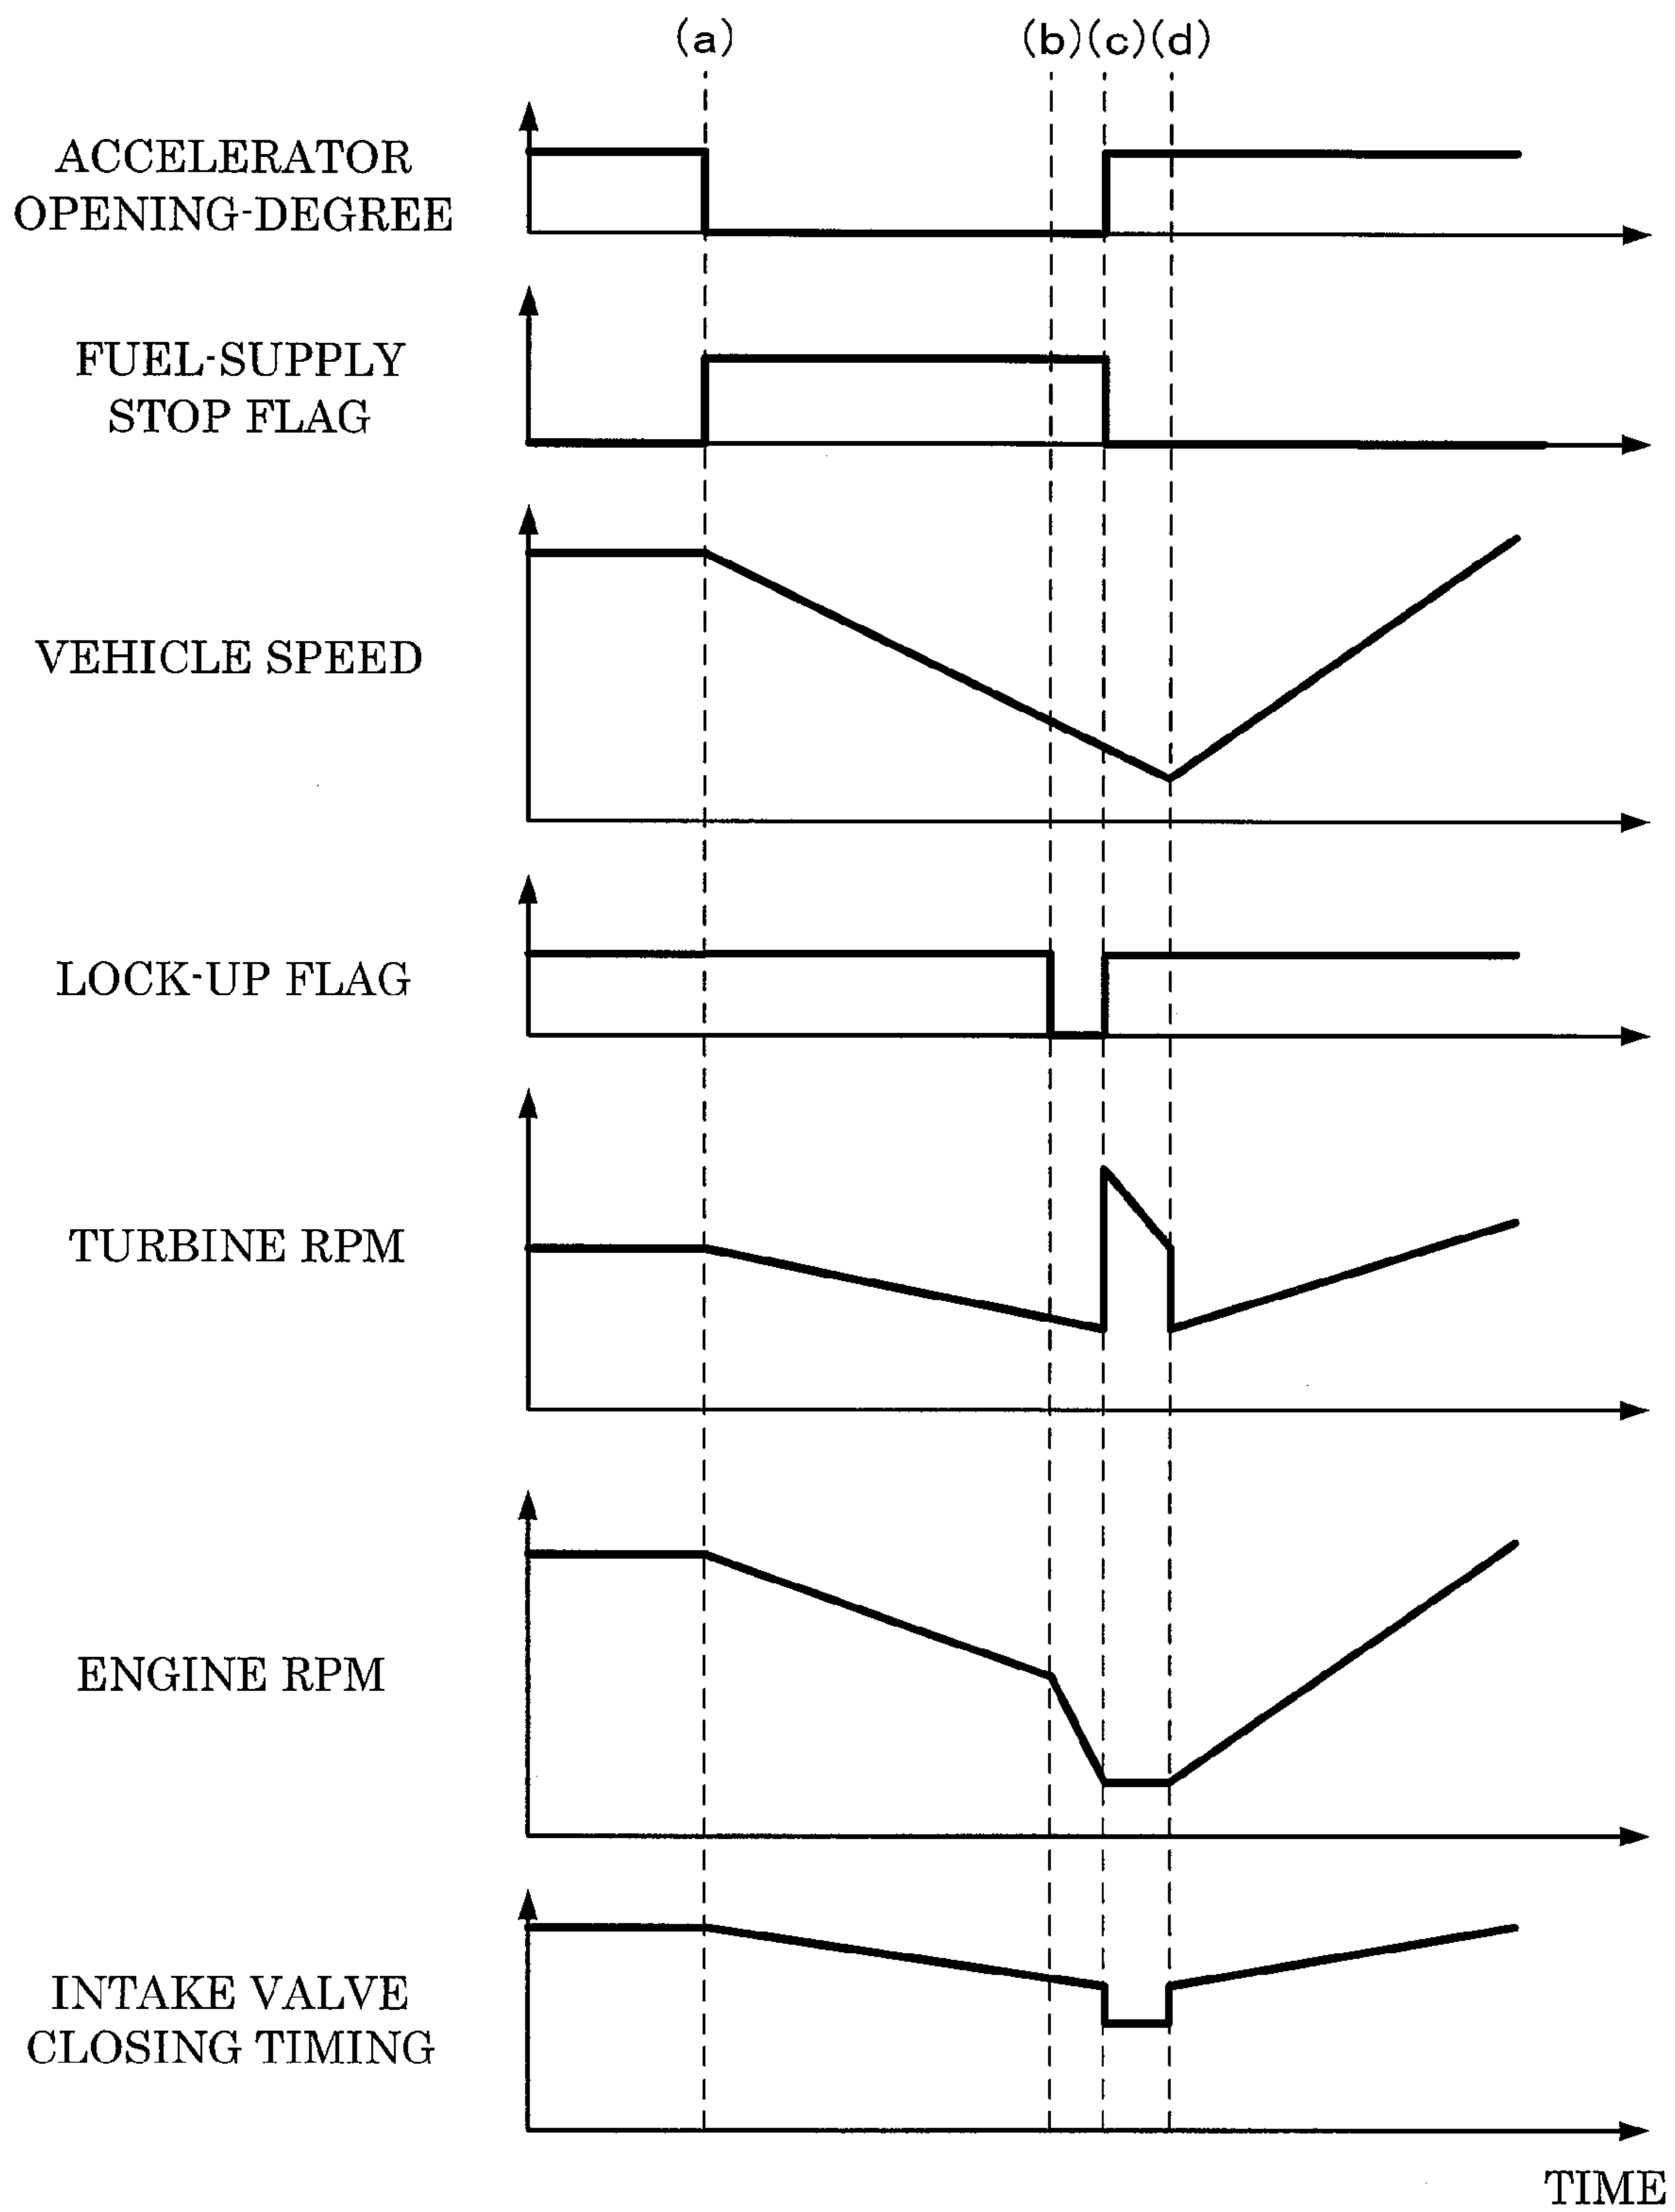 (a) (b) (c) (d)
ACCELERATOR
OPENING-DEGREE
FUEL-SUPPLY
STOP FLAG
VEHICLE SPEED
LOCK-UP FLAG
TURBINE RPM
ENGINE RPM
INTAKE VALVE
CLOSING TIMING
TIME